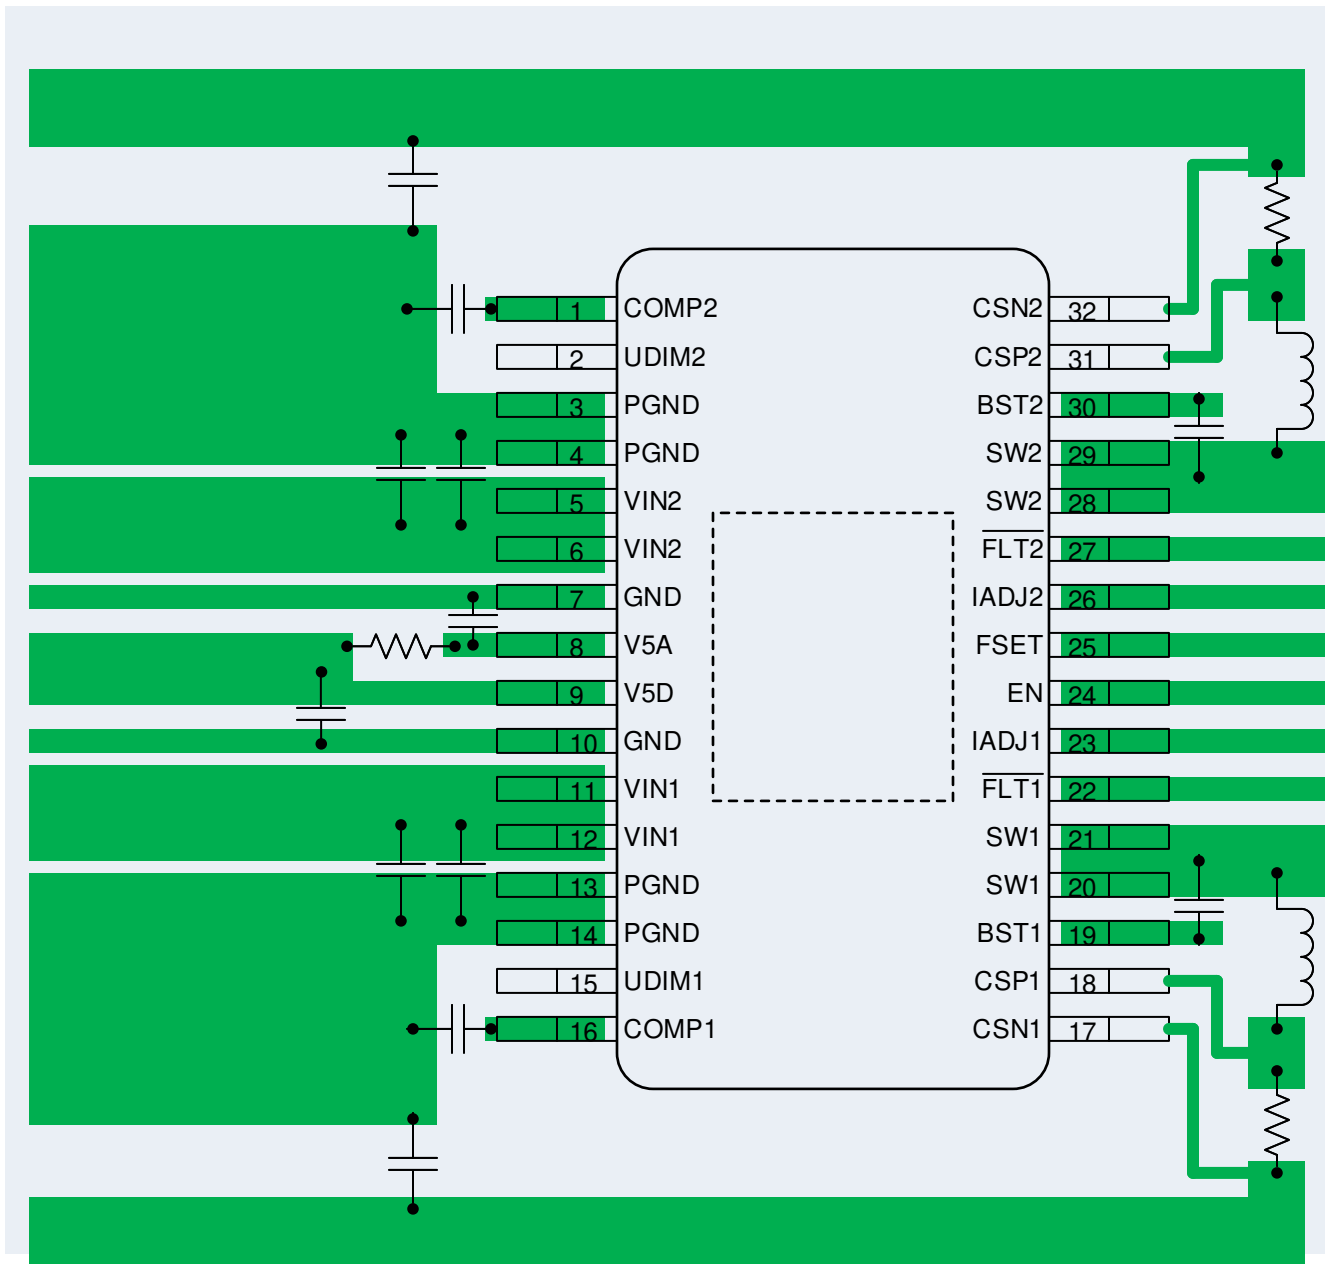 1 COMP2 CSN2 32
2 UDIM2 CSP2 31
3 PGND BST2 30
4 PGND SW2 29
5 VIN2 SW2 28
6 VIN2 FLT2 27
7 GND IADJ2 26
8 V5A FSET 25
9 V5D EN 24
10 GND IADJ1 23
11 VIN1 FLT1 22
12 VIN1 SW1 21
13 PGND SW1 20
14 PGND BST1 19
15 UDIM1 CSP1 18
16 COMP1 CSN1 17